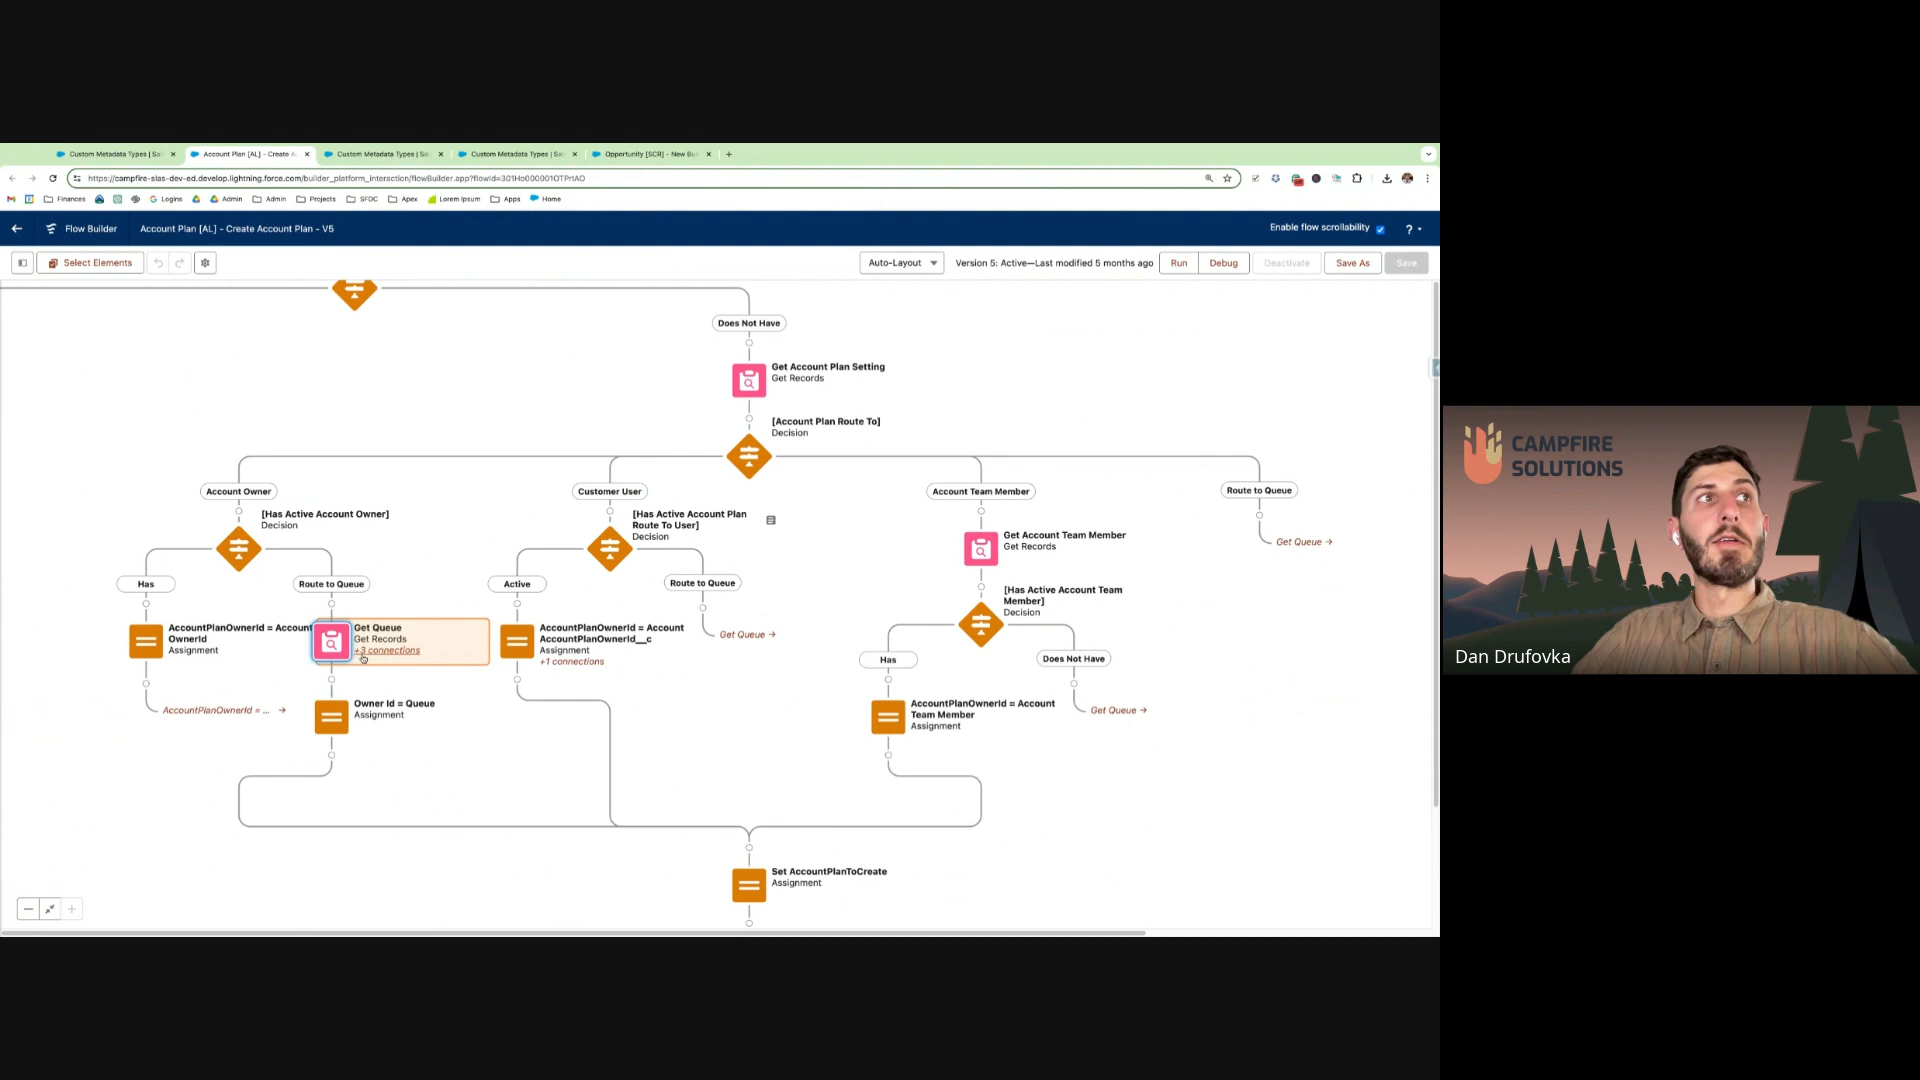 Custom Metadata Types | Sa
Account Plan [AL] - Create A
Custom Metadata Types | Sa
Custom Metadata Types | Sa
Opportunity [SCR] - New Bu
https://campfire-slas-dev-ed.develop.lightning.force.com/builder_platform_interaction/flowBuilder.app?flowId=301Ho000001OTPrIAO
Finances
Logins
Admin
Admin
Projects
SFDC
Apex
Lorem Ipsum
Apps
Home
Flow Builder
Account Plan [AL] - Create Account Plan - V5
Enable flow scrollability
?
Select Elements
Auto-Layout
Version 5: Active—Last modified 5 months ago
Run
Debug
Deactivate
Save As
Save
Does Not Have
Get Account Plan Setting
Get Records
[Account Plan Route To]
Decision
Account Owner
Customer User
Account Team Member
Route to Queue
[Has Active Account Owner]
Decision
[Has Active Account Plan
Route To User]
Decision
Get Account Team Member
Get Records
Get Queue →
Has
Route to Queue
Active
Route to Queue
[Has Active Account Team
Member]
Decision
AccountPlanOwnerId = Account
OwnerId
Assignment
Get Queue
Get Records
+3 connections
AccountPlanOwnerId = Account
AccountPlanOwnerId__c
Assignment
+1 connections
Get Queue →
Has
Does Not Have
AccountPlanOwnerId = ... →
Owner Id = Queue
Assignment
AccountPlanOwnerId = Account
Team Member
Assignment
Get Queue →
Set AccountPlanToCreate
Assignment
CAMPFIRE
SOLUTIONS
Dan Drufovka